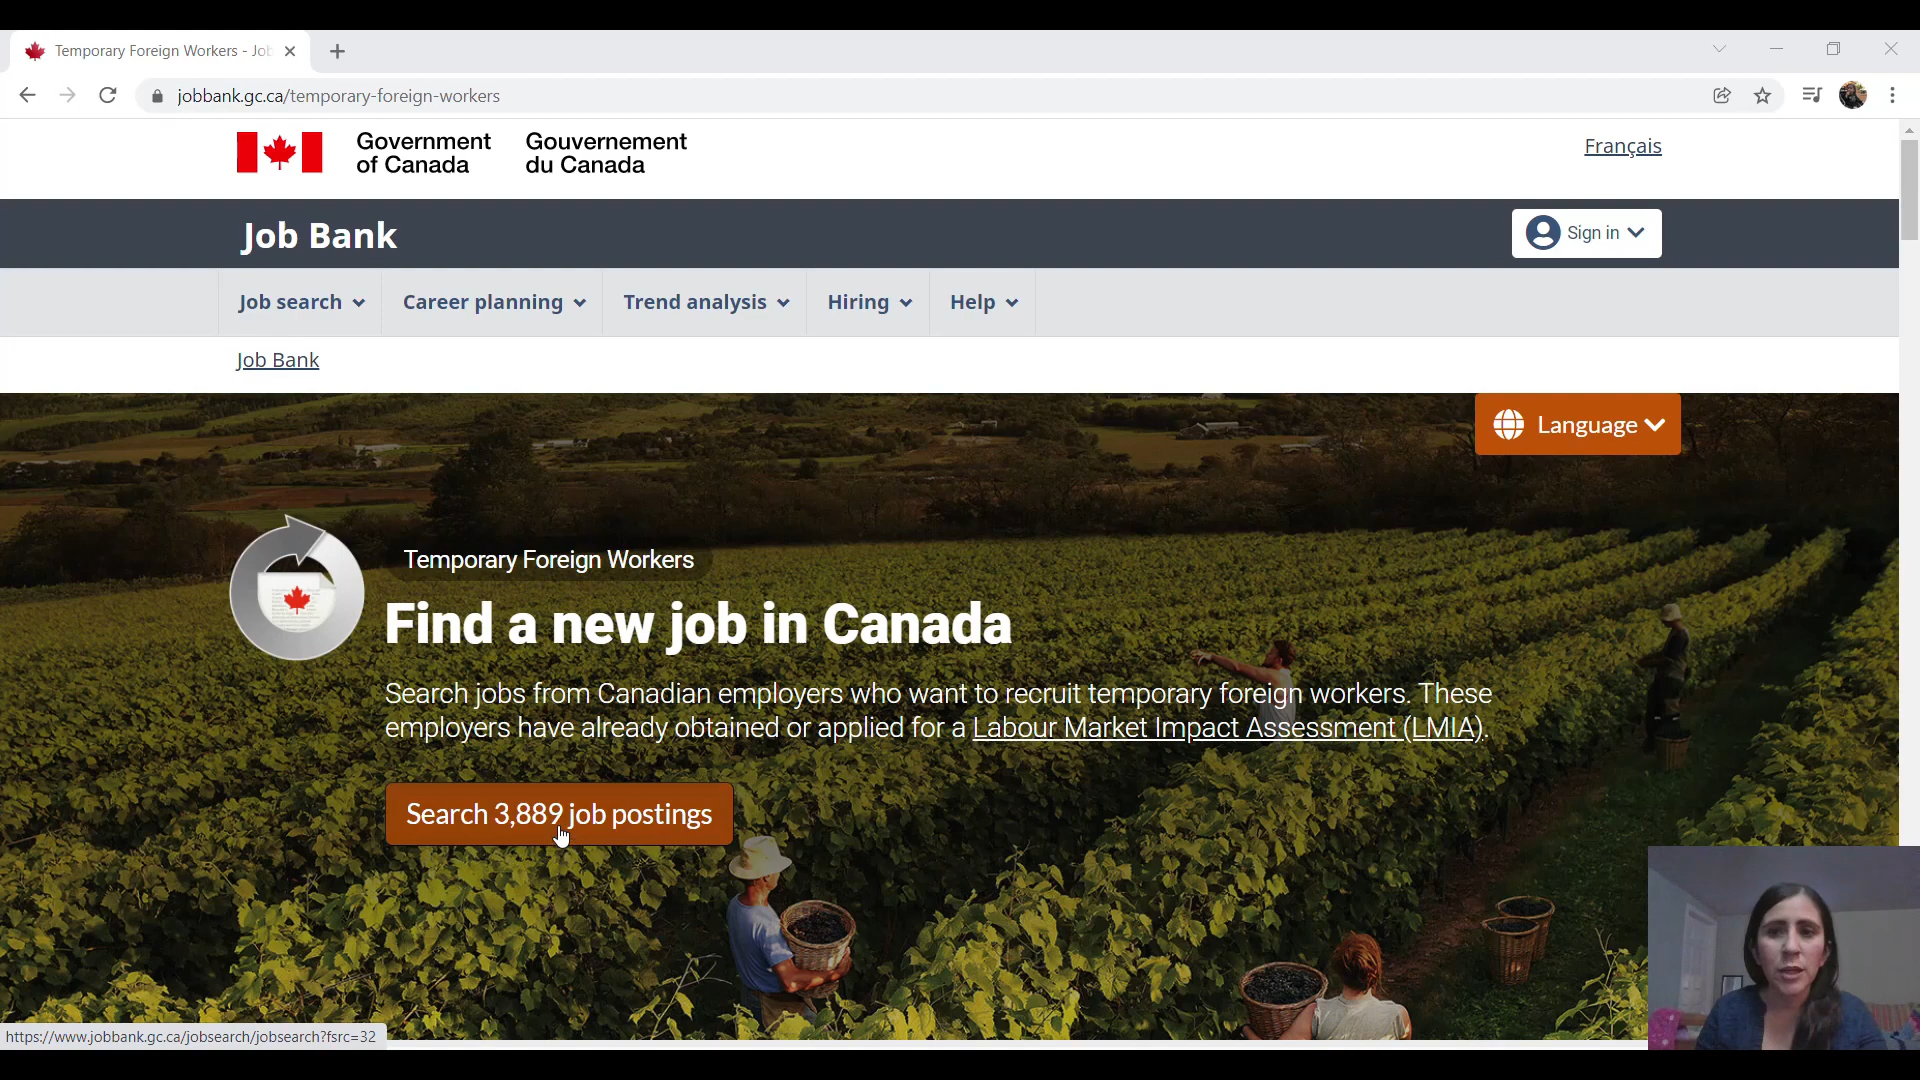 Temporary Foreign Workers - Job
jobbank.gc.ca/temporary-foreign-workers
Government
of Canada
Gouvernement
du Canada
Français
Job Bank
Sign in
Job search
Career planning
Trend analysis
Hiring
Help
Job Bank
Language
Temporary Foreign Workers
Find a new job in Canada
Search jobs from Canadian employers who want to recruit temporary foreign workers. These
employers have already obtained or applied for a Labour Market Impact Assessment (LMIA).
Search 3,889 job postings
https://www.jobbank.gc.ca/jobsearch/jobsearch?fsrc=32